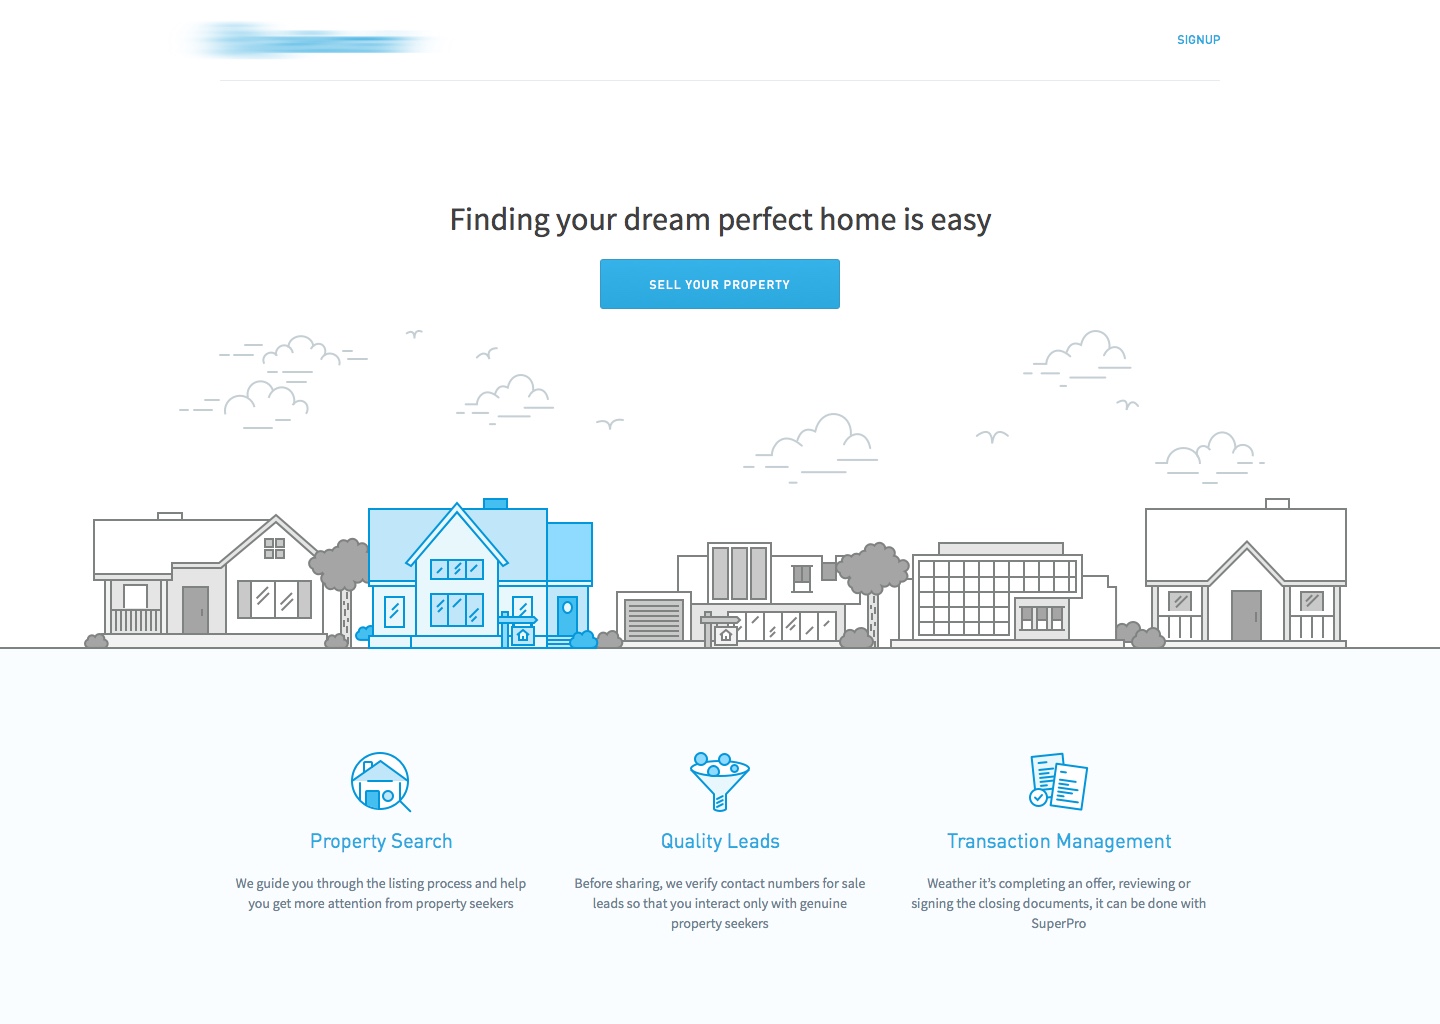 SIGNUP
Finding your dream perfect home is easy
SELL YOUR PROPERTY
Property Search
We guide you through the listing process and help
you get more attention from property seekers
Quality Leads
Before sharing, we verify contact numbers for sale
leads so that you interact only with genuine
property seekers
Transaction Management
Weather it’s completing an offer, reviewing or
signing the closing documents, it can be done with
SuperPro